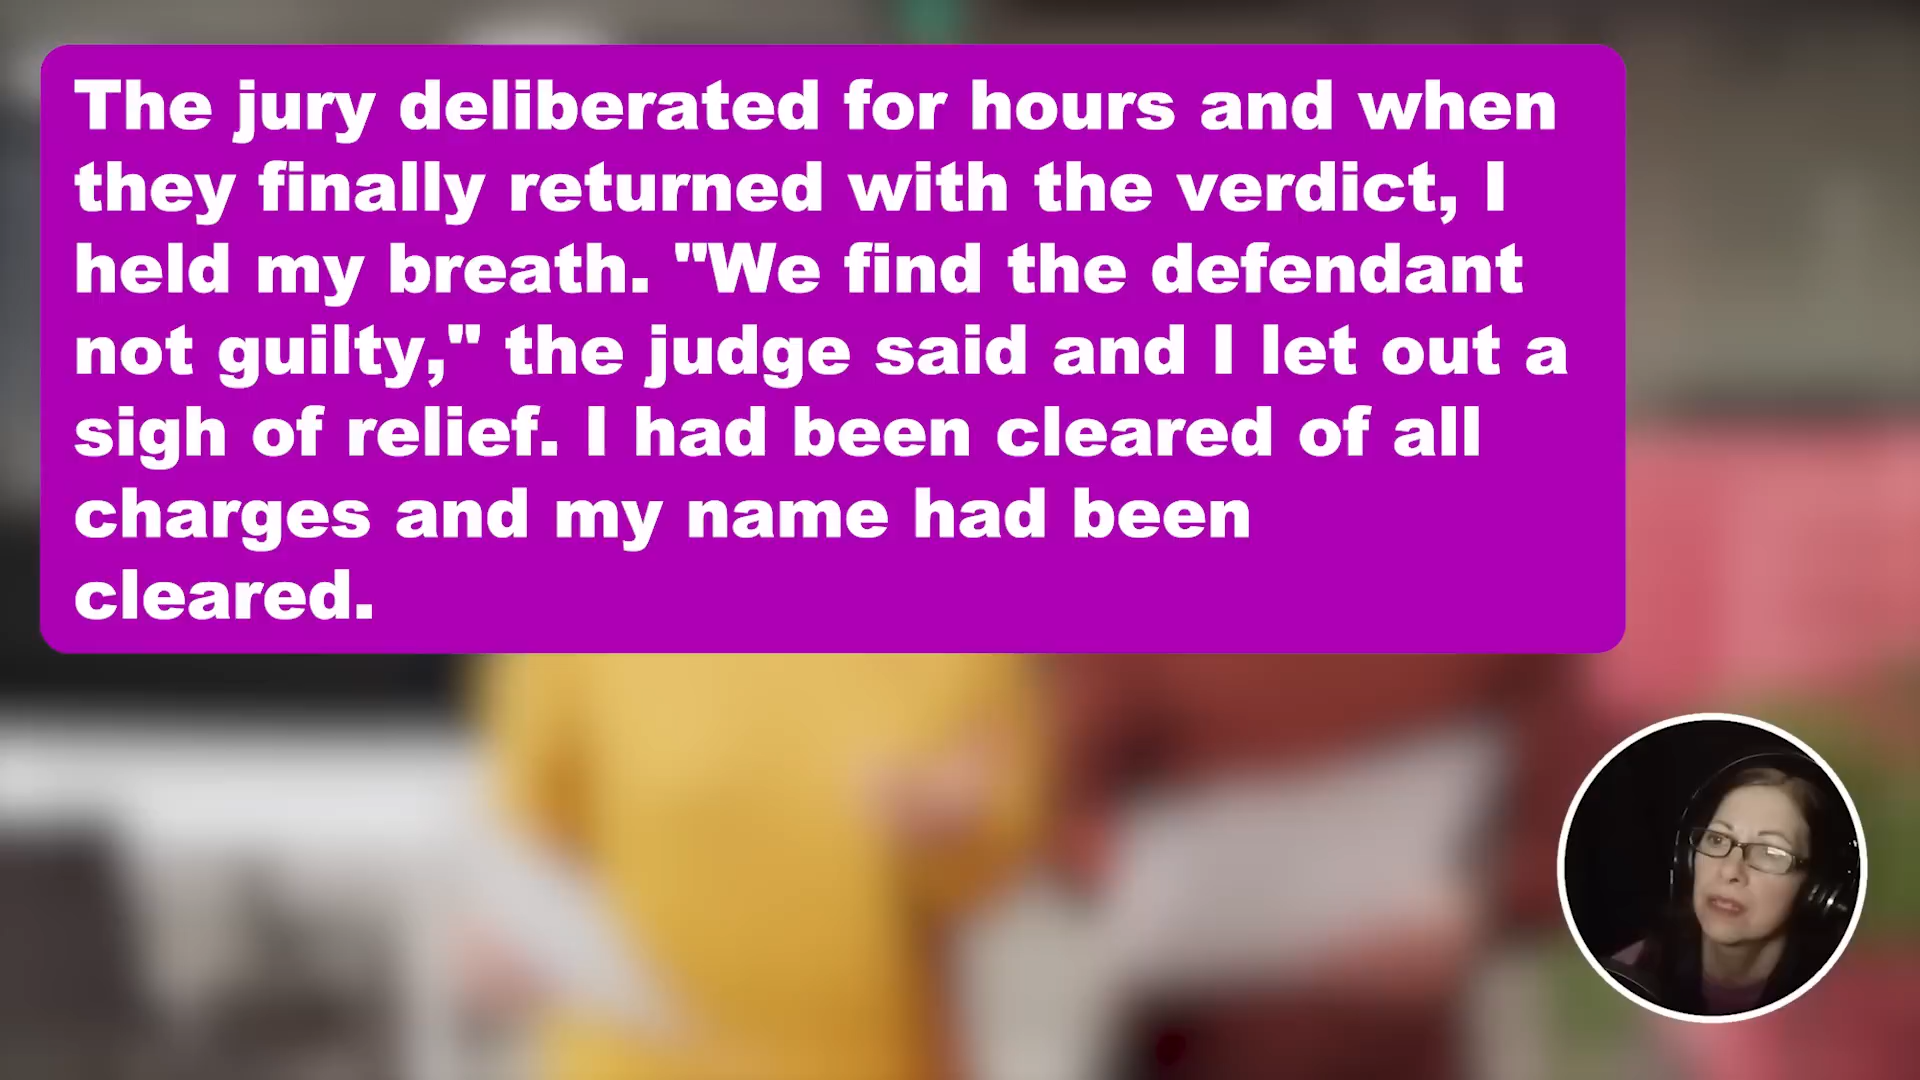 The jury deliberated for hours and when
they finally returned with the verdict, I
held my breath. "We find the defendant
not guilty," the judge said and I let out a
sigh of relief. I had been cleared of all
charges and my name had been
cleared.